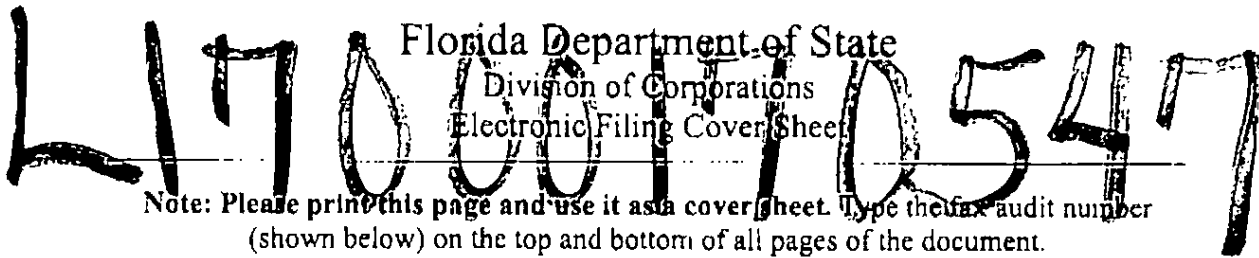 L17000170547
Florida Department of State
Division of Corporations
Electronic Filing Cover Sheet
Note: Please print this page and use it as a cover sheet. Type the fax audit number
(shown below) on the top and bottom of all pages of the document.